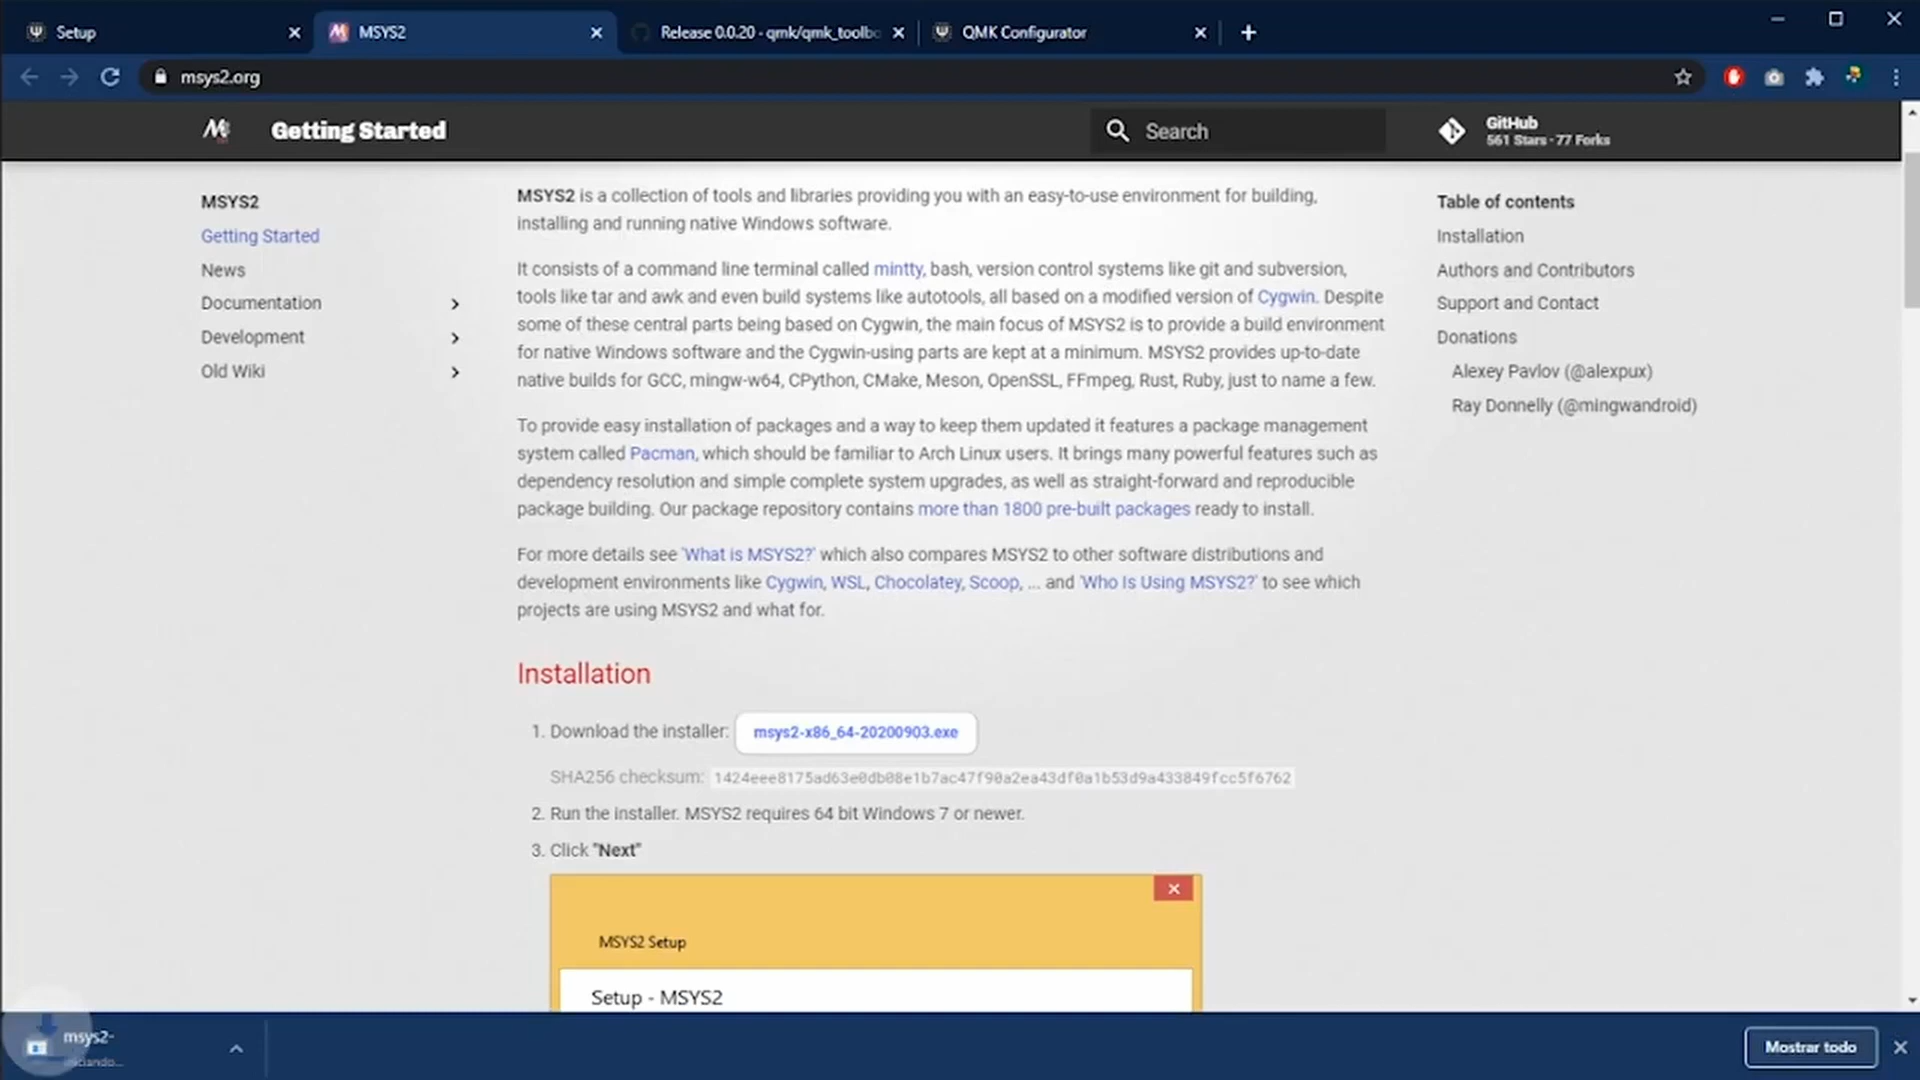 Setup
MSYS2
Release 0.0.20 - qmk/qmk_toolbo
QMK Configurator
msys2.org
Getting Started
Search
GitHub
561 Stars · 77 Forks
MSYS2
Getting Started
News
Documentation
Development
Old Wiki
MSYS2 is a collection of tools and libraries providing you with an easy-to-use environment for building,
installing and running native Windows software.
It consists of a command line terminal called mintty, bash, version control systems like git and subversion,
tools like tar and awk and even build systems like autotools, all based on a modified version of Cygwin. Despite
some of these central parts being based on Cygwin, the main focus of MSYS2 is to provide a build environment
for native Windows software and the Cygwin-using parts are kept at a minimum. MSYS2 provides up-to-date
native builds for GCC, mingw-w64, CPython, CMake, Meson, OpenSSL, FFmpeg, Rust, Ruby, just to name a few.
To provide easy installation of packages and a way to keep them updated it features a package management
system called Pacman, which should be familiar to Arch Linux users. It brings many powerful features such as
dependency resolution and simple complete system upgrades, as well as straight-forward and reproducible
package building. Our package repository contains more than 1800 pre-built packages ready to install.
For more details see 'What is MSYS2?' which also compares MSYS2 to other software distributions and
development environments like Cygwin, WSL, Chocolatey, Scoop, ... and 'Who Is Using MSYS2?' to see which
projects are using MSYS2 and what for.
Installation
1. Download the installer: msys2-x86_64-20200903.exe
SHA256 checksum: 1424eee8175ad63e0db08e1b7ac47f90a2ea43df0a1b53d9a433849fcc5f6762
2. Run the installer. MSYS2 requires 64 bit Windows 7 or newer.
3. Click "Next"
MSYS2 Setup
Setup - MSYS2
Table of contents
Installation
Authors and Contributors
Support and Contact
Donations
Alexey Pavlov (@alexpux)
Ray Donnelly (@mingwandroid)
msys2-
Iniciando...
Mostrar todo